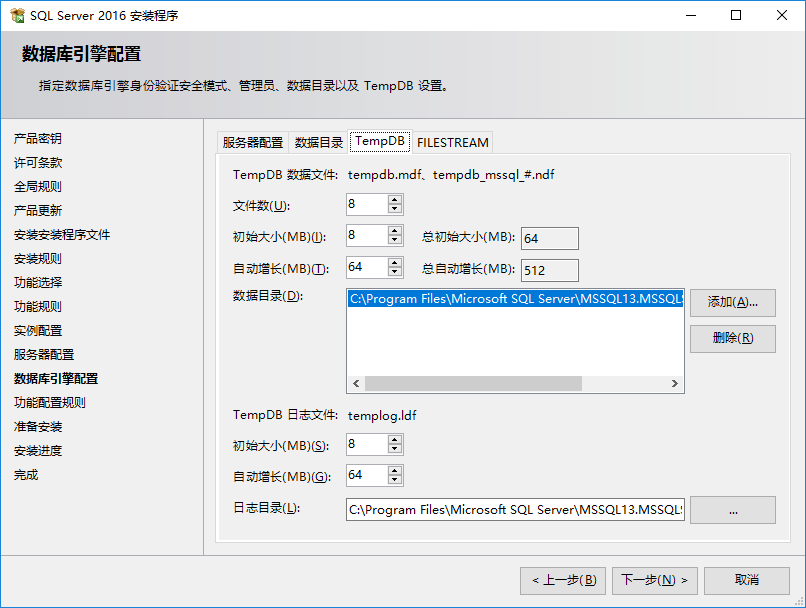 SQL Server 2016 安装程序
数据库引擎配置
指定数据库引擎身份验证安全模式、管理员、数据目录以及 TempDB 设置。
产品密钥
许可条款
全局规则
产品更新
安装安装程序文件
安装规则
功能选择
功能规则
实例配置
服务器配置
数据库引擎配置
功能配置规则
准备安装
安装进度
完成
服务器配置 数据目录 TempDB FILESTREAM
TempDB 数据文件: tempdb.mdf、tempdb_mssql_#.ndf
文件数(U): 8
初始大小(MB)(I): 8 总初始大小(MB): 64
自动增长(MB)(T): 64 总自动增长(MB): 512
数据目录(D): C:\Program Files\Microsoft SQL Server\MSSQL13.MSSQL 添加(A)...
删除(R)
TempDB 日志文件: templog.ldf
初始大小(MB)(S): 8
自动增长(MB)(G): 64
日志目录(L): C:\Program Files\Microsoft SQL Server\MSSQL13.MSSQL ...
< 上一步(B) 下一步(N) > 取消